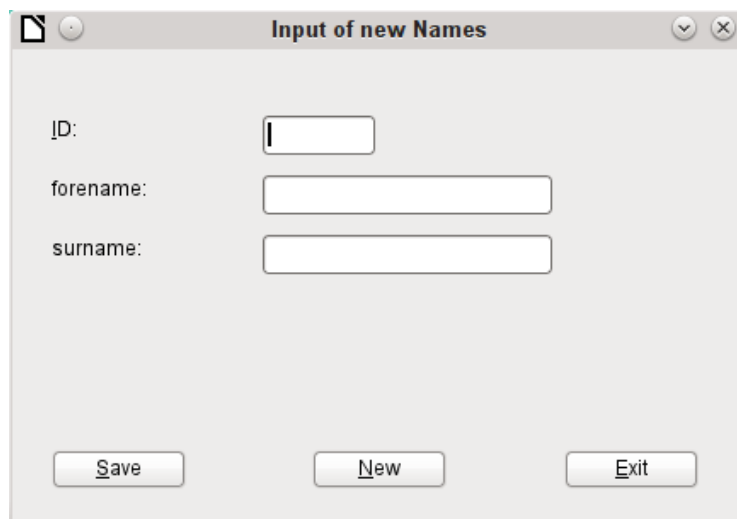 Input of new Names
ID:
forename:
surname:
Save New Exit